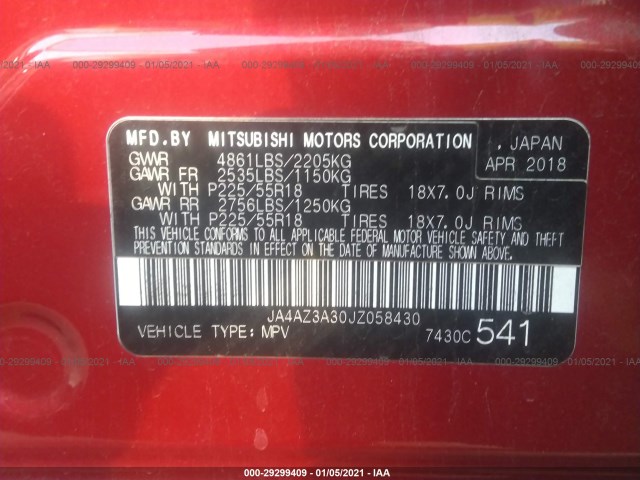 000-29299409 - 01/05/2021 - IAA
MFD.BY MITSUBISHI MOTORS CORPORATION , JAPAN
GVWR 4861LBS/2205KG APR 2018
GAWR FR 2535LBS/1150KG
WITH P225/55R18 TIRES 18X7.0J RIMS
GAWR RR 2756LBS/1250KG
WITH P225/55R18 TIRES 18X7.0J RIMS
THIS VEHICLE CONFORMS TO ALL APPLICABLE FEDERAL MOTOR VEHICLE SAFETY AND THEFT
PREVENTION STANDARDS IN EFFECT ON THE DATE OF MANUFACTURE SHOWN ABOVE.
JA4AZ3A30JZ058430
VEHICLE TYPE:MPV 7430C 541
000-29299409 - 01/05/2021 - IAA